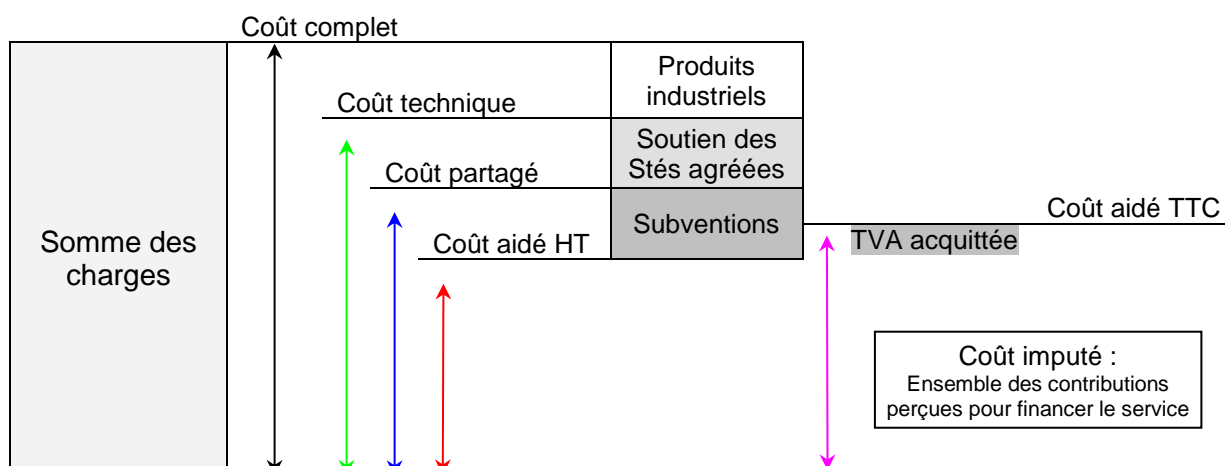 Coût complet
Produits
industriels
Coût technique
Soutien des
Stés agréées
Coût partagé
Coût aidé TTC
Subventions
Somme des
charges
Coût aidé HT
TVA acquittée
Coût imputé :
Ensemble des contributions
perçues pour financer le service